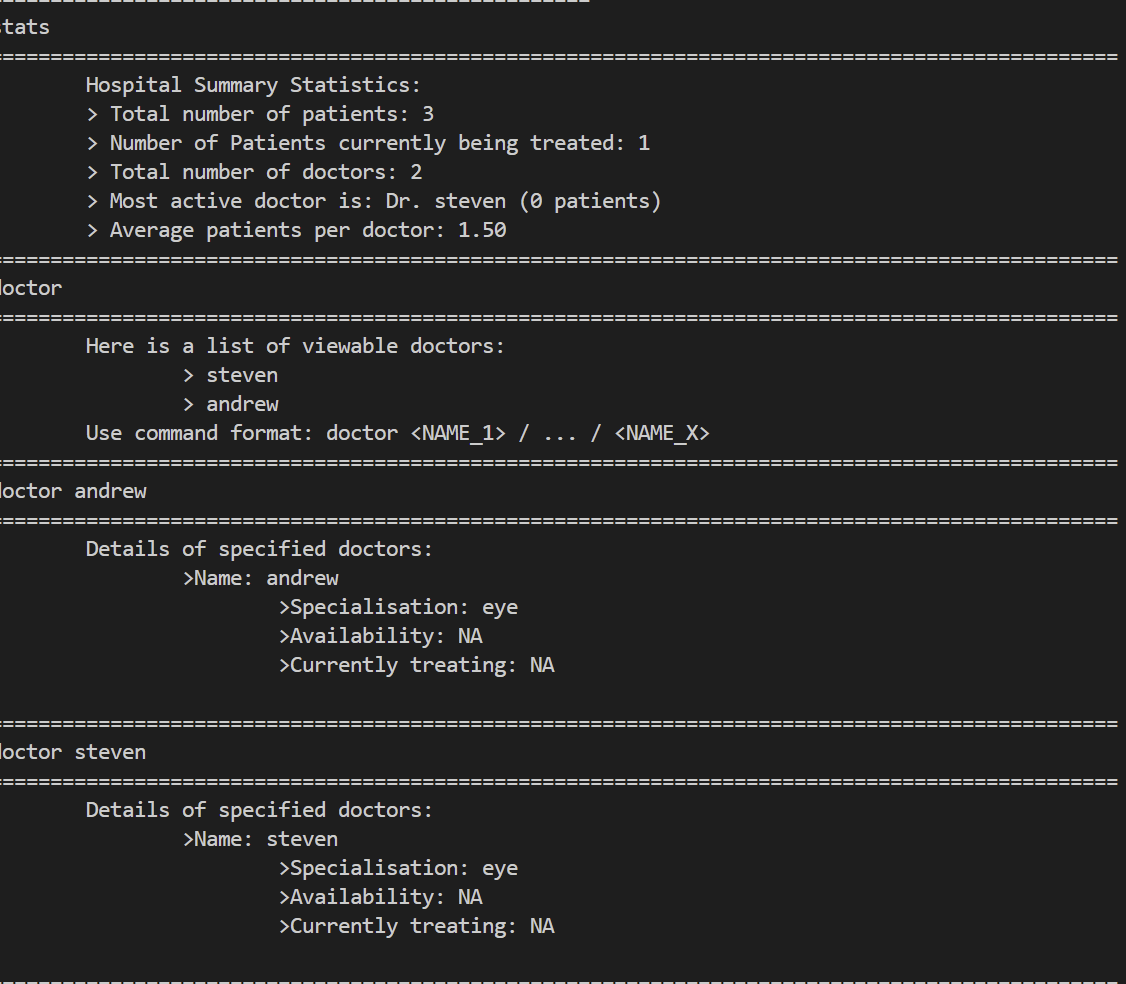 tats
Hospital Summary Statistics:
> Total number of patients: 3
> Number of Patients currently being treated: 1
> Total number of doctors: 2
> Most active doctor is: Dr. steven (0 patients)
> Average patients per doctor: 1.50
octor
Here is a list of viewable doctors:
> steven
> andrew
Use command format: doctor <NAME_1> / ... / <NAME_X>
octor andrew
Details of specified doctors:
>Name: andrew
>Specialisation: eye
>Availability: NA
>Currently treating: NA
octor steven
Details of specified doctors:
>Name: steven
>Specialisation: eye
>Availability: NA
>Currently treating: NA